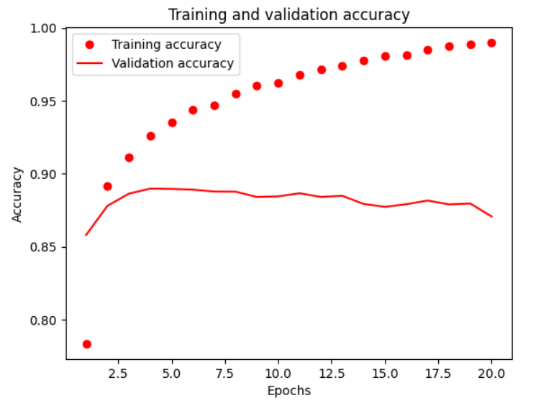 Training and validation accuracy
1.00
Training accuracy
Validation accuracy
0.95
0.90
0.85
0.80
Accuracy
2.5 5.0 7.5 10.0 12.5 15.0 17.5 20.0
Epochs